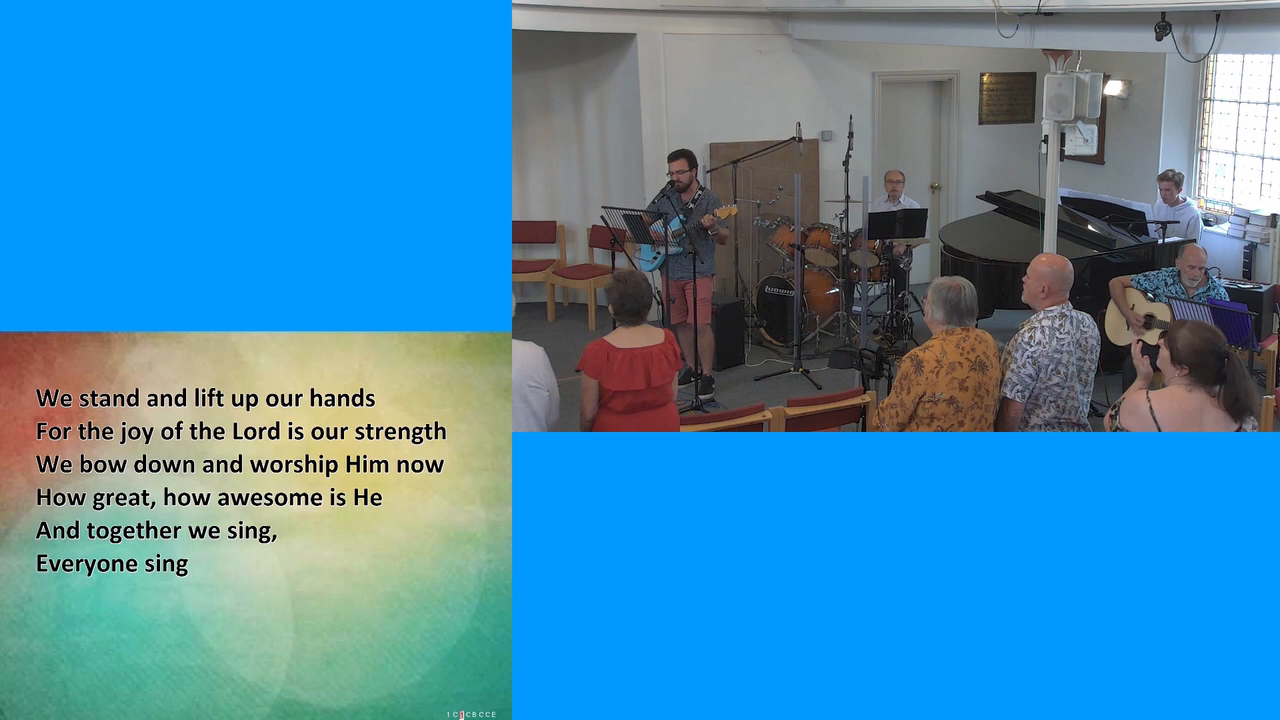 We stand and lift up our hands
For the joy of the Lord is our strength
We bow down and worship Him now
How great, how awesome is He
And together we sing,
Everyone sing
Ludwig